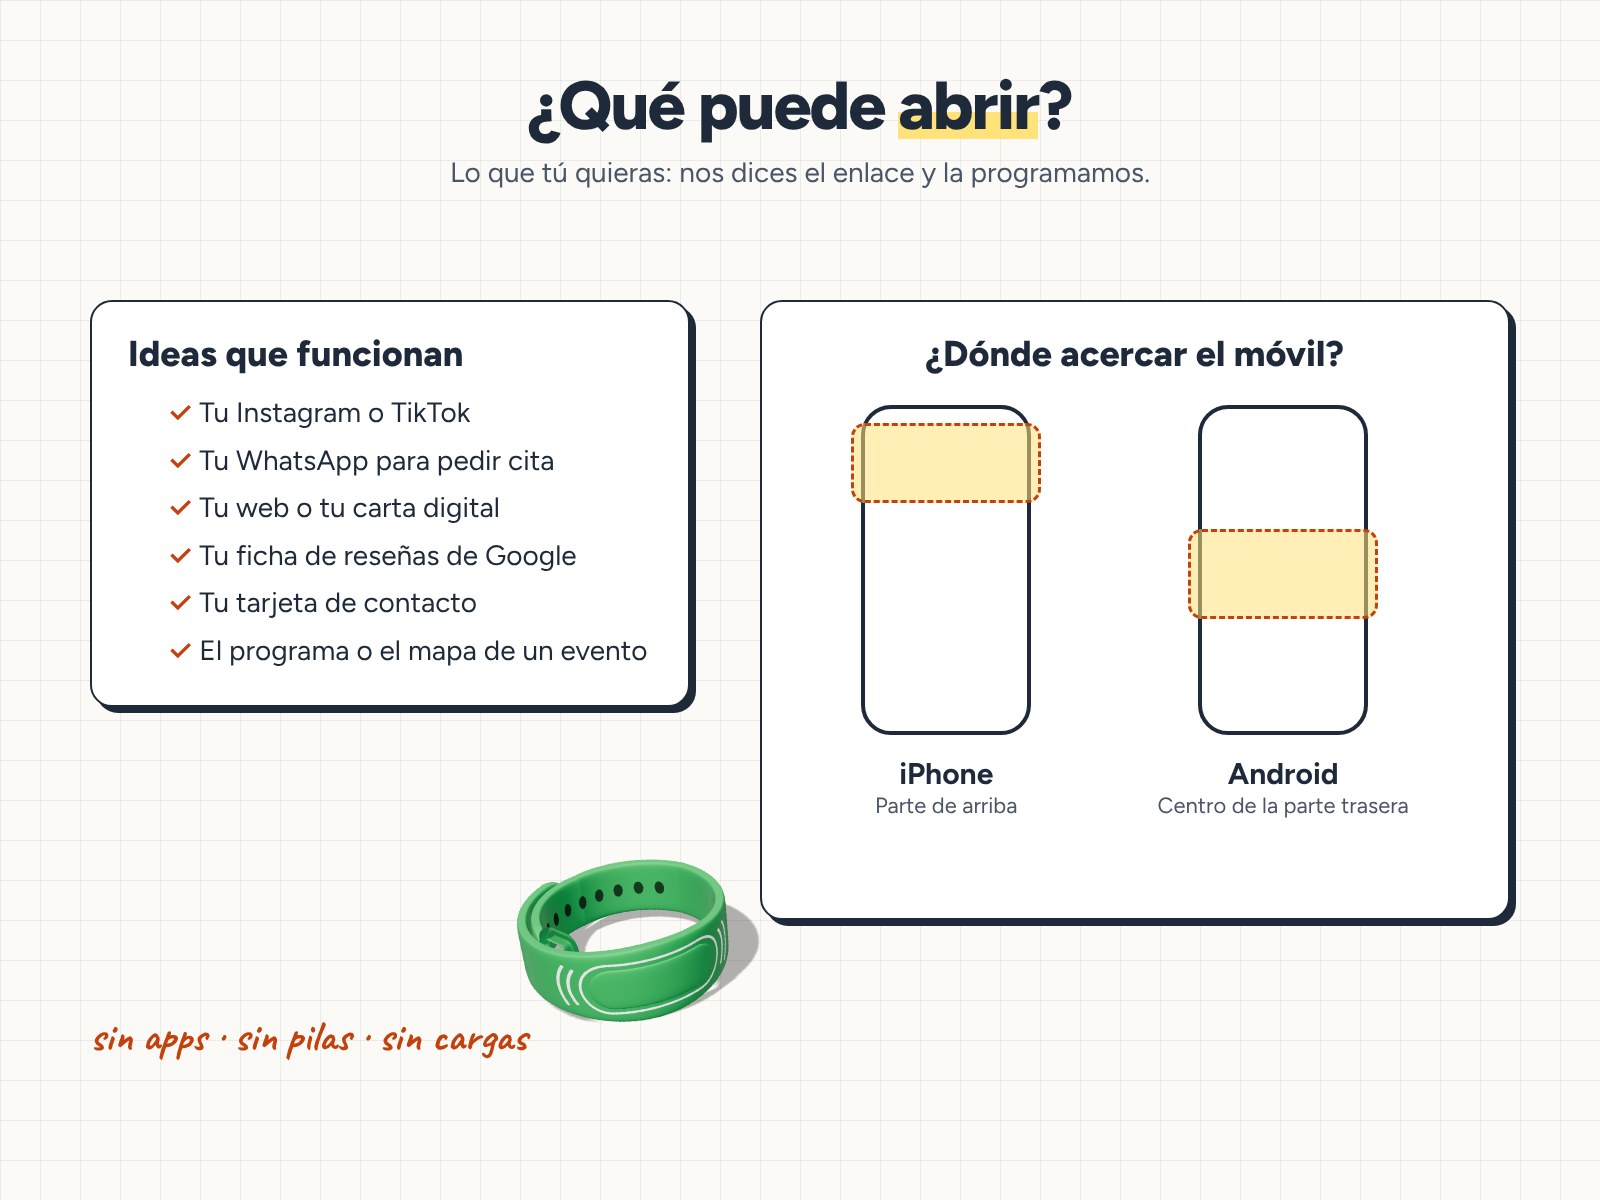 ¿Qué puede abrir?
Lo que tú quieras: nos dices el enlace y la programamos.
Ideas que funcionan
Tu Instagram o TikTok
Tu WhatsApp para pedir cita
Tu web o tu carta digital
Tu ficha de reseñas de Google
Tu tarjeta de contacto
El programa o el mapa de un evento
¿Dónde acercar el móvil?
iPhone
Parte de arriba
Android
Centro de la parte trasera
sin apps · sin pilas · sin cargas